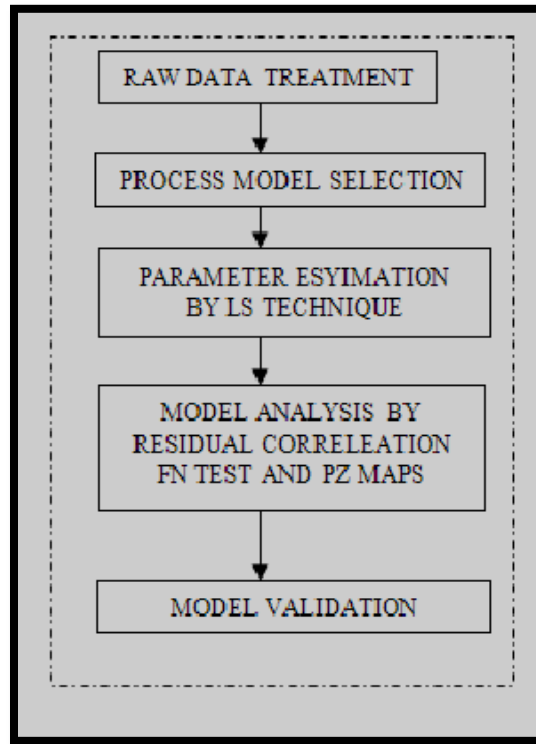 RAW DATA TREATMENT
PROCESS MODEL SELECTION
PARAMETER ESYIMATION
BY LS TECHNIQUE
MODEL ANALYSIS BY
RESIDUAL CORRELEATION
FN TEST AND PZ MAPS
MODEL VALIDATION